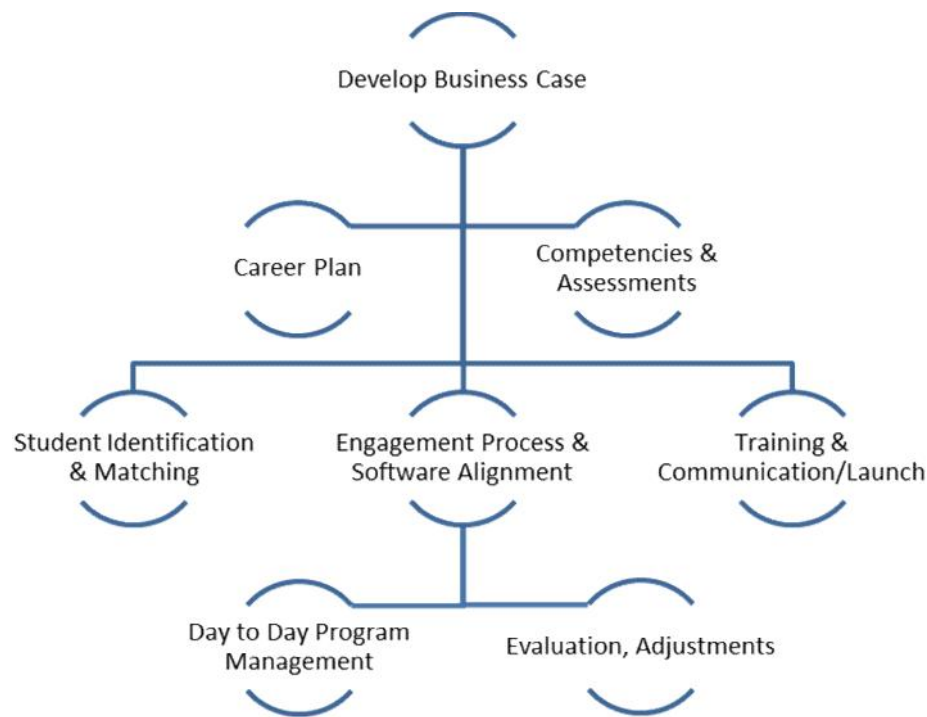 Develop Business Case
Career Plan
Competencies &
Assessments
Student Identification
& Matching
Engagement Process &
Software Alignment
Training &
Communication/Launch
Day to Day Program
Management
Evaluation, Adjustments